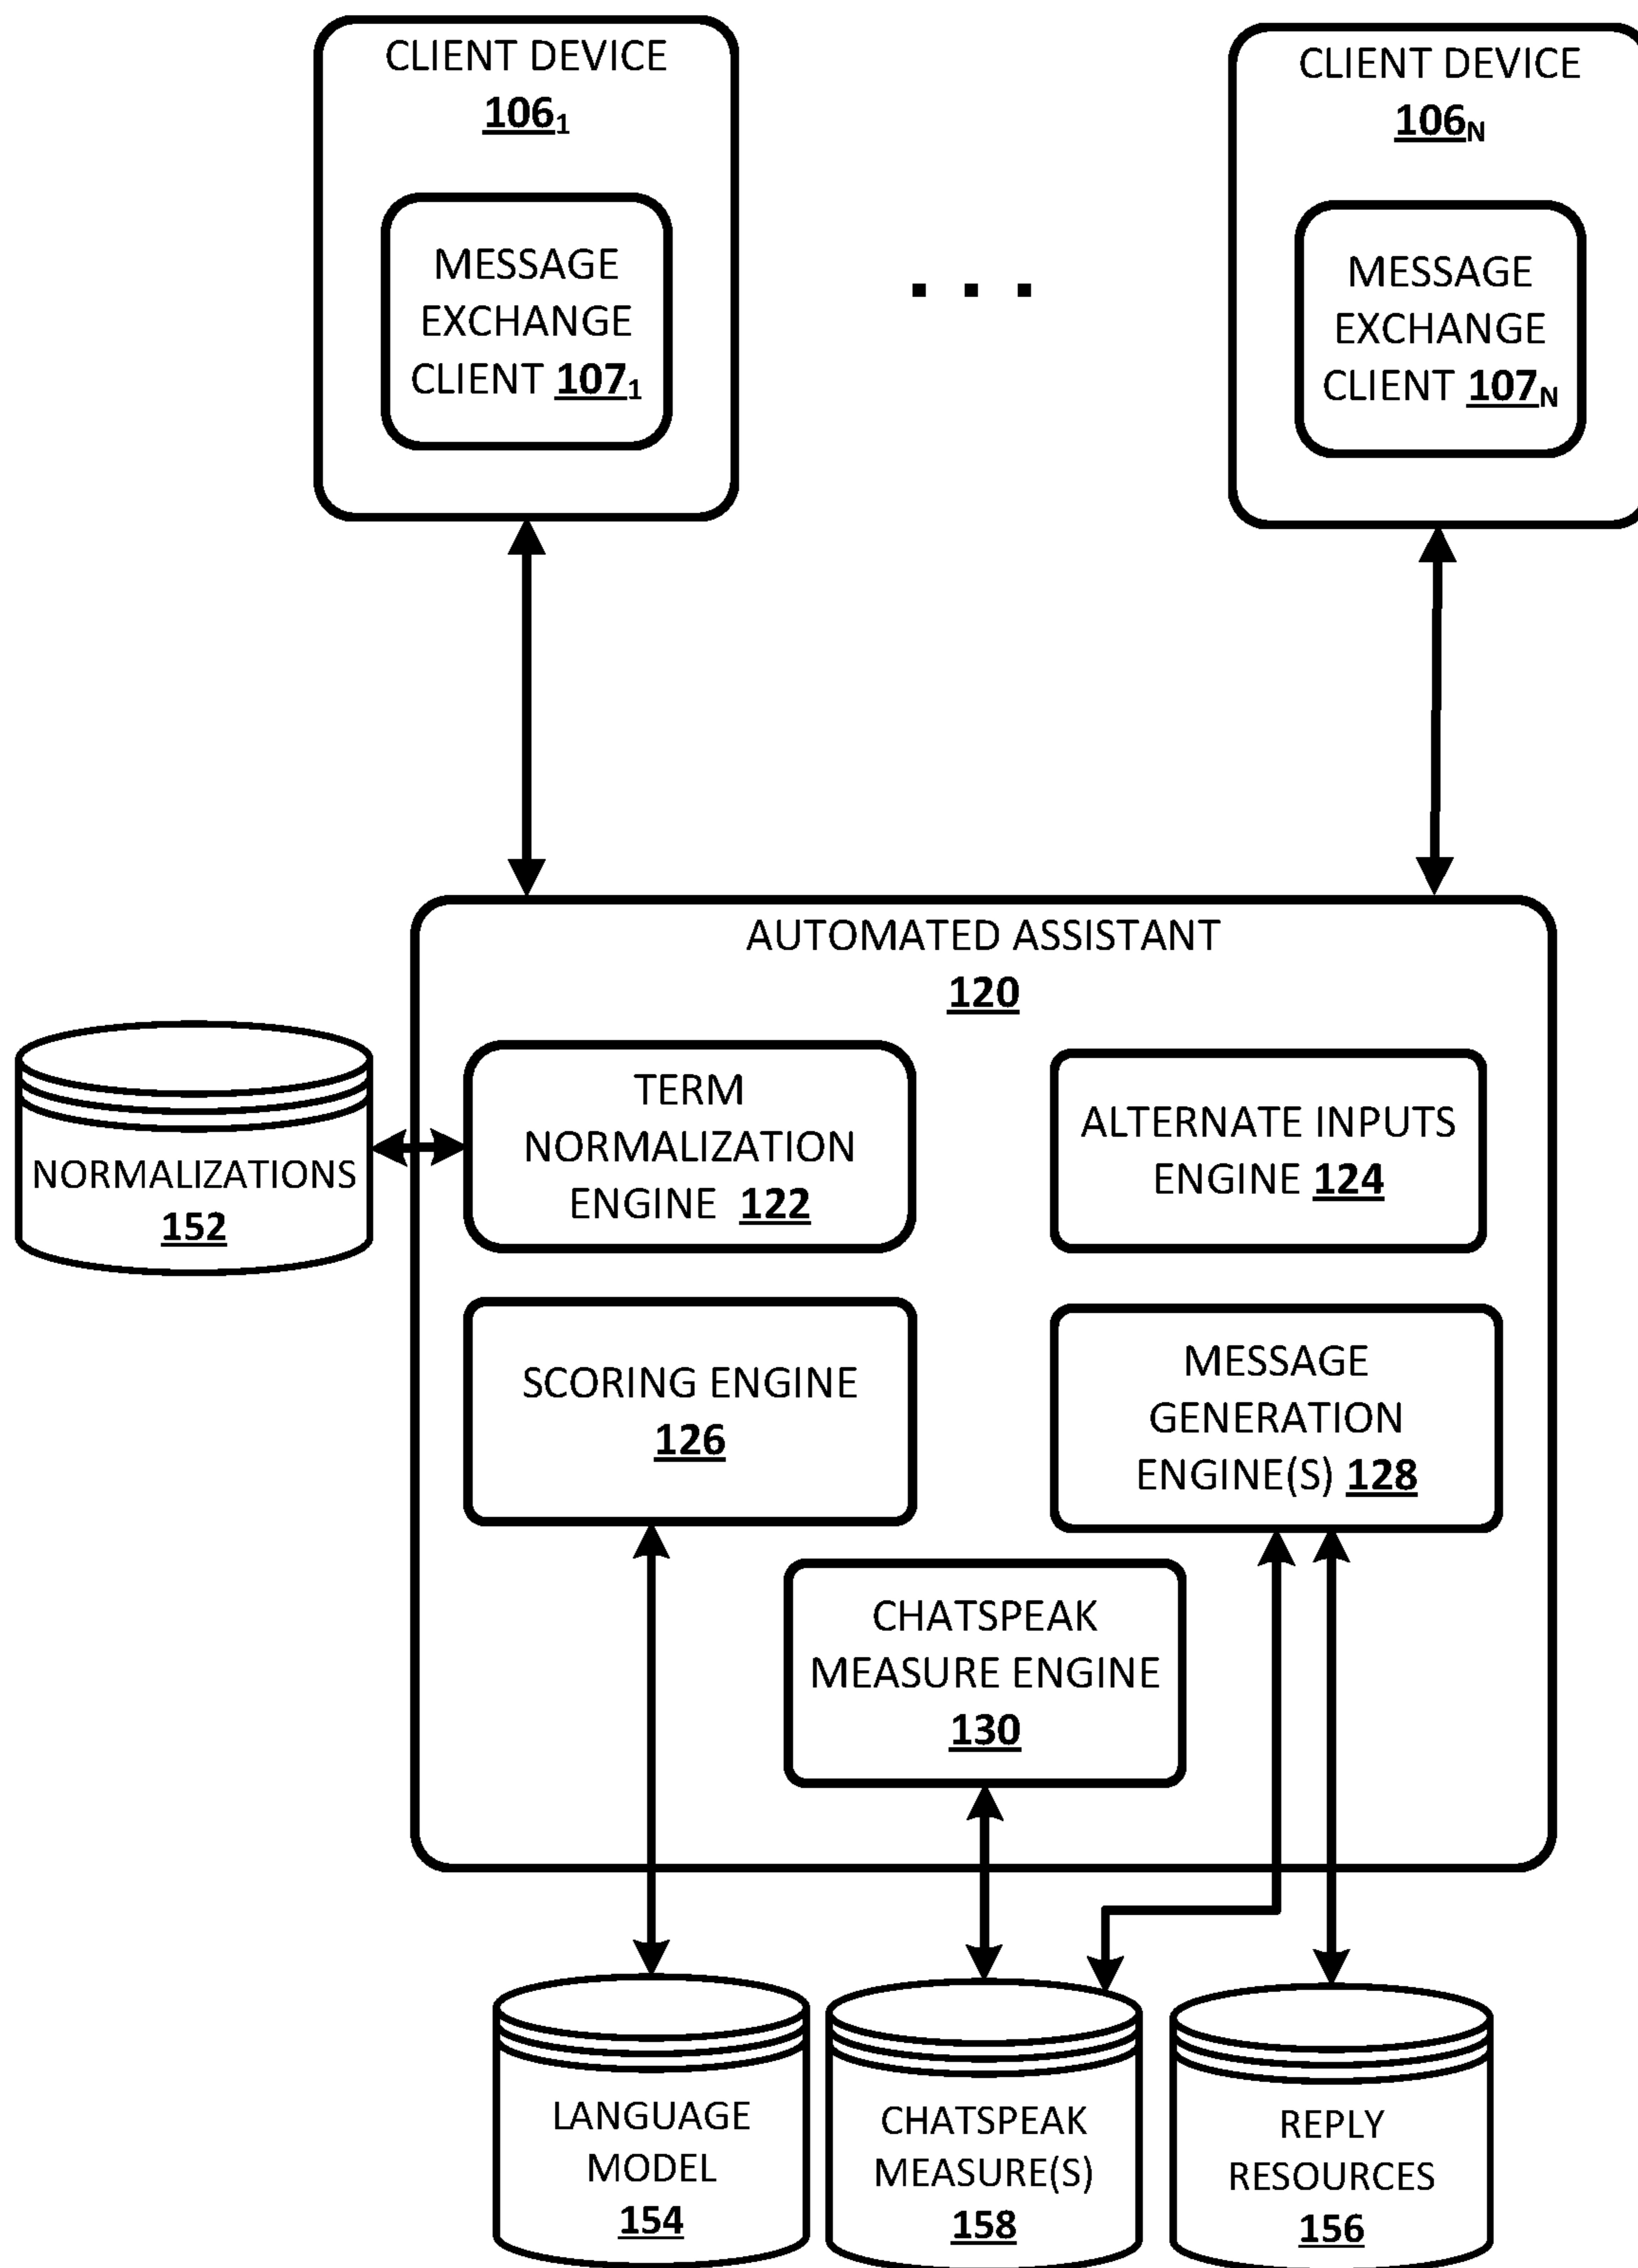 CLIENT DEVICE
106₁
MESSAGE
EXCHANGE
CLIENT 107₁
. . .
CLIENT DEVICE
106N
MESSAGE
EXCHANGE
CLIENT 107N
AUTOMATED ASSISTANT
120
NORMALIZATIONS
152
TERM
NORMALIZATION
ENGINE 122
ALTERNATE INPUTS
ENGINE 124
SCORING ENGINE
126
MESSAGE
GENERATION
ENGINE(S) 128
CHATSPEAK
MEASURE ENGINE
130
LANGUAGE
MODEL
154
CHATSPEAK
MEASURE(S)
158
REPLY
RESOURCES
156